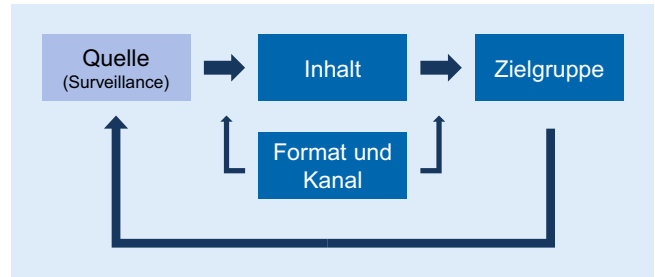 Quelle
(Surveillance)
Inhalt
Zielgruppe
Format und
Kanal